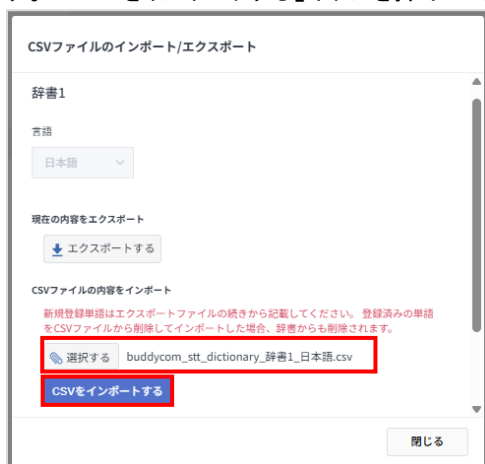 CSVファイルのインポート/エクスポート
辞書1
言語
日本語
現在の内容をエクスポート
エクスポートする
CSVファイルの内容をインポート
新規登録単語はエクスポートファイルの続きから記載してください。 登録済みの単語
をCSVファイルから削除してインポートした場合、辞書からも削除されます。
選択する buddycom_stt_dictionary_辞書1_日本語.csv
CSVをインポートする
閉じる